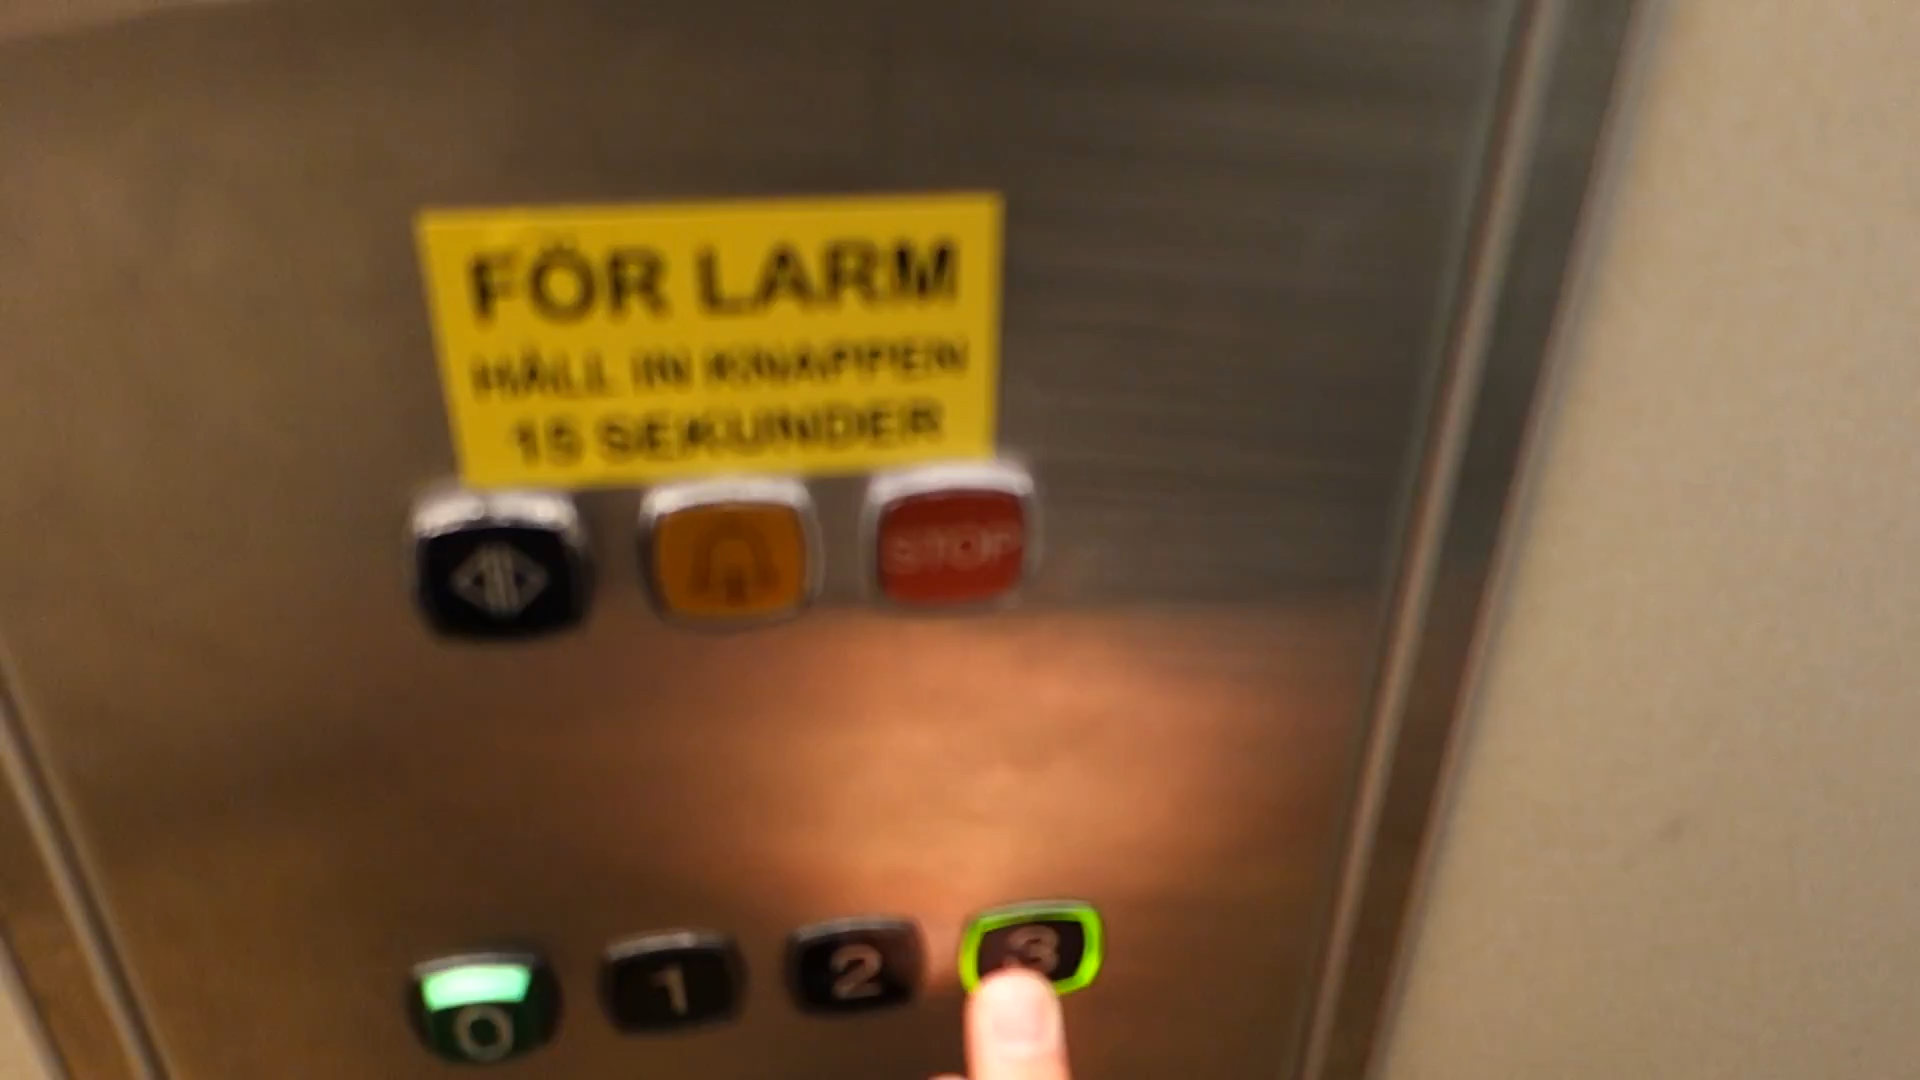 FÖR LARM
HÅLL IN KNAPPEN
15 SEKUNDER
STOP
0 1 2 3